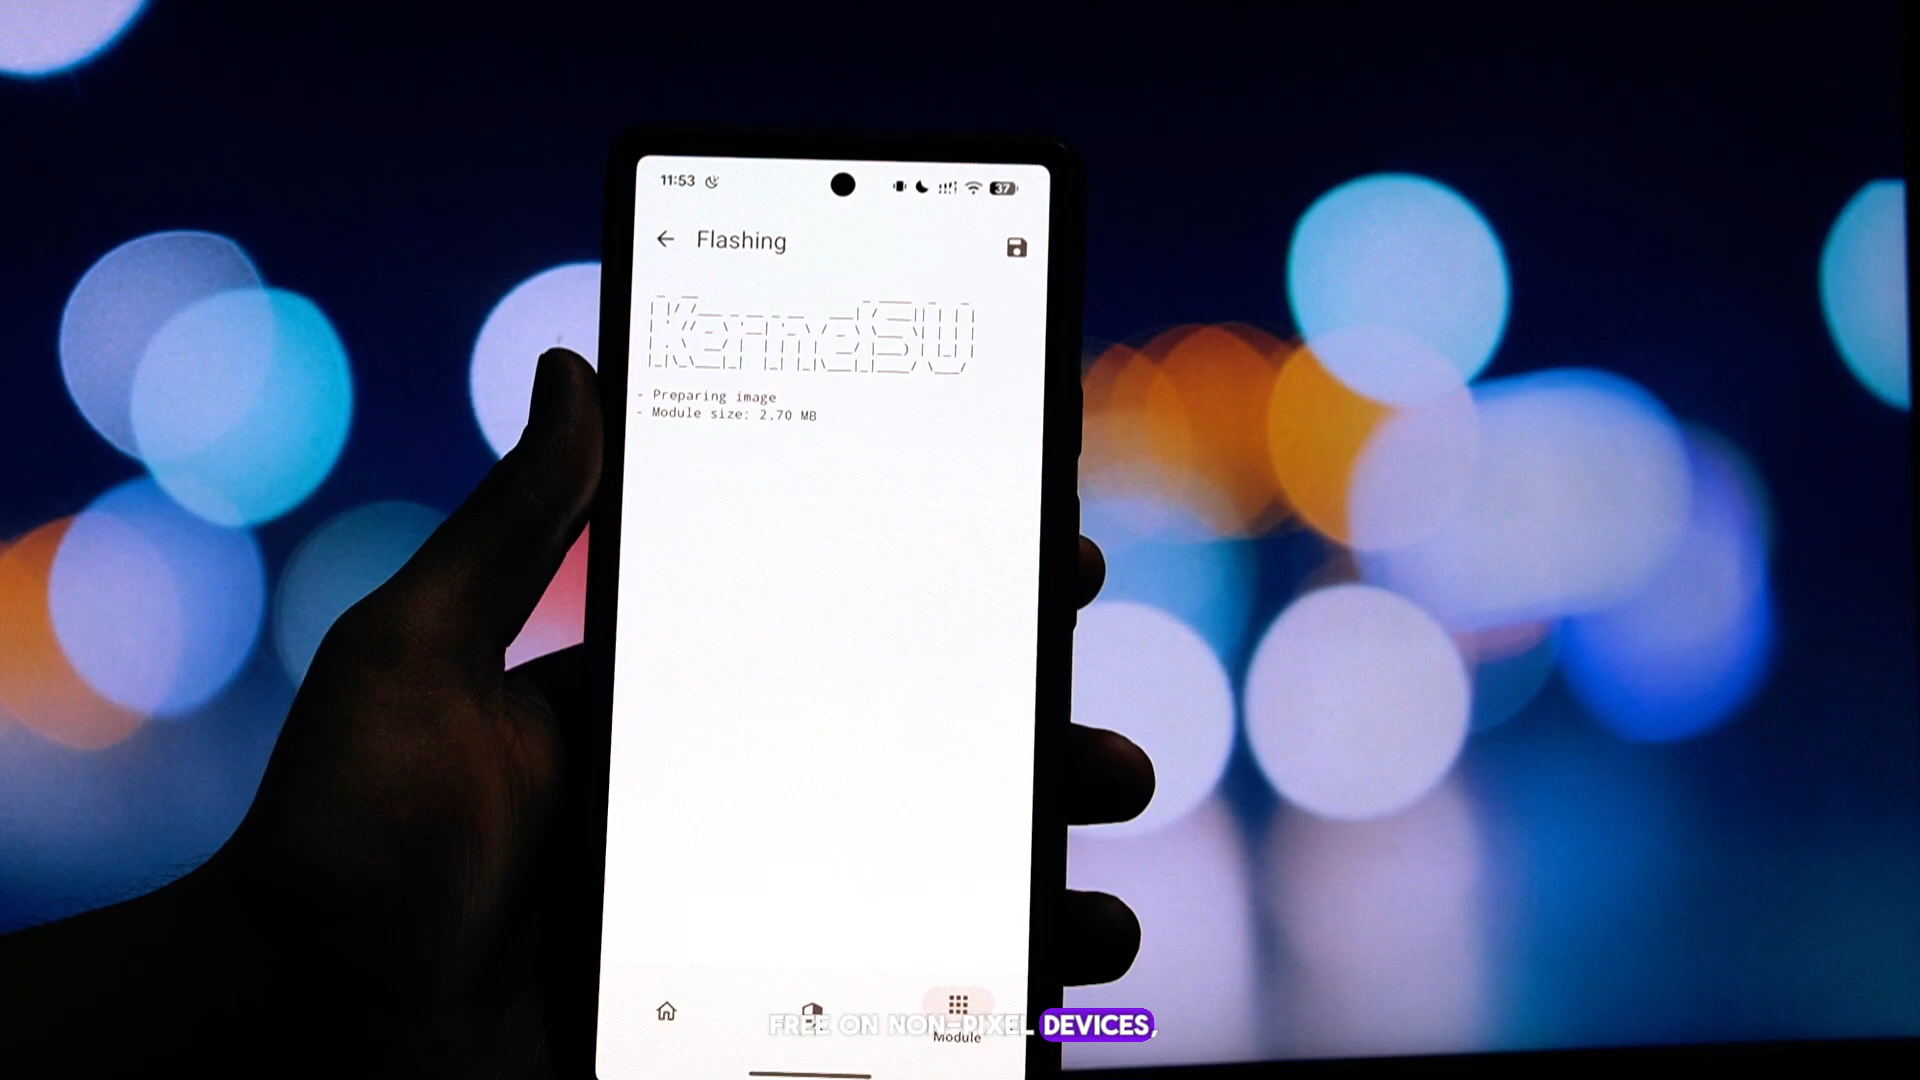 11:53
37
Flashing
KernelSU
- Preparing image
- Module size: 2.70 MB
FREE ON NON-PIXEL DEVICES,
Module